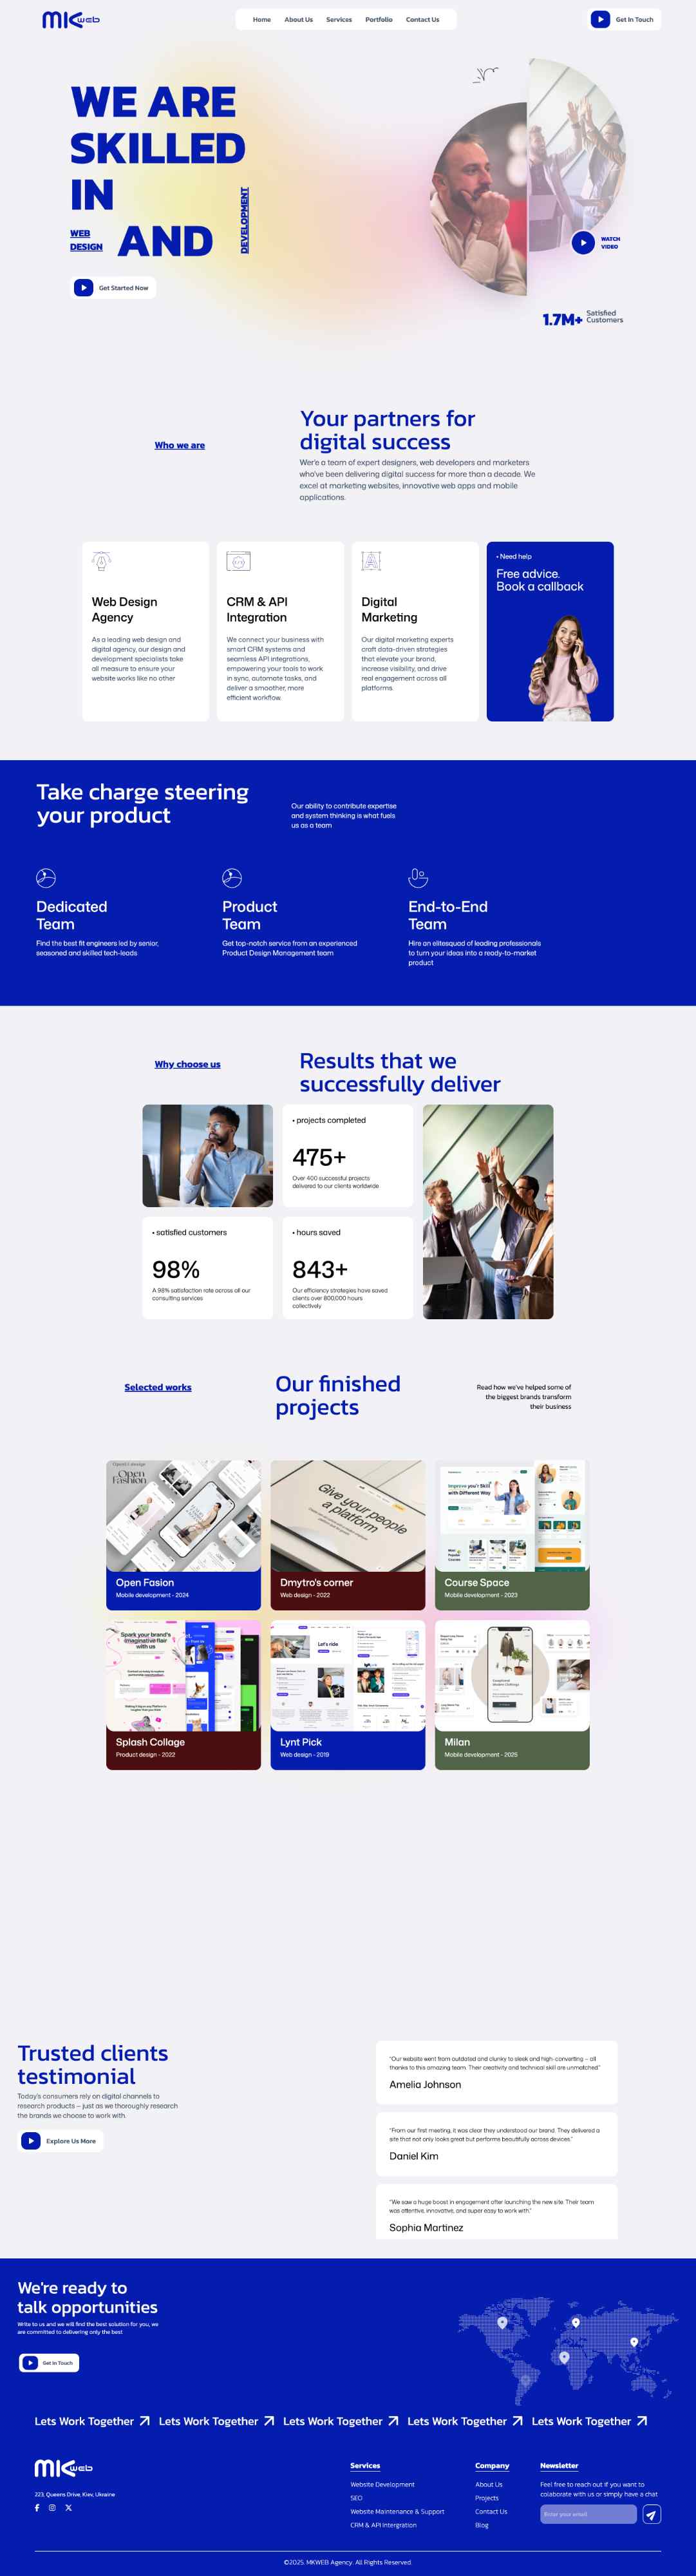 MKweb
Home About Us Services Portfolio Contact Us
Get In Touch
WE ARE
SKILLED
IN
WEB
DESIGN
AND
DEVELOPMENT
Get Started Now
WATCH
VIDEO
1.7M+
Satisfied
Customers
Who we are
Your partners for
digital success
We're a team of expert designers, web developers and marketers
who've been delivering digital success for more than a decade. We
excel at marketing websites, innovative web apps and mobile
applications.
Web Design
Agency
As a leading web design and
digital agency, our design and
development specialists take
all measure to ensure your
website works like no other
CRM & API
Integration
We connect your business with
smart CRM systems and
seamless API integrations,
empowering your tools to work
in sync, automate tasks, and
deliver a smoother, more
efficient workflow.
Digital
Marketing
Our digital marketing experts
craft data-driven strategies
that elevate your brand,
increase visibility, and drive
real engagement across all
platforms.
• Need help
Free advice.
Book a callback
Take charge steering
your product
Our ability to contribute expertise
and system thinking is what fuels
us as a team
Dedicated
Team
Find the best fit engineers led by senior,
seasoned and skilled tech-leads
Product
Team
Get top-notch service from an experienced
Product Design Management team
End-to-End
Team
Hire an elitesquad of leading professionals
to turn your ideas into a ready-to-market
product
Why choose us
Results that we
successfully deliver
• projects completed
475+
Over 400 successful projects
delivered to our clients worldwide
• satisfied customers
98%
A 98% satisfaction rate across all our
consulting services
• hours saved
843+
Our efficiency strategies have saved
clients over 800,000 hours
collectively
Selected works
Our finished
projects
Read how we've helped some of
the biggest brands transform
their business
Open
Fashion
Open Fasion
Mobile development - 2024
Give your people
a platform
Dmytro's corner
Web design - 2022
Improve you'r Skill
with Different Way
Course Space
Mobile development - 2023
Spark your brand's
imaginative flair
with us
Splash Collage
Product design - 2022
Let's ride
Lynt Pick
Web design - 2019
Milan
Mobile development - 2025
Trusted clients
testimonial
Today's consumers rely on digital channels to
research products – just as we thoroughly research
the brands we choose to work with.
Explore Us More
"Our website went from outdated and clunky to sleek and high-converting – all
thanks to this amazing team. Their creativity and technical skill are unmatched."
Amelia Johnson
"From our first meeting, it was clear they understood our brand. They delivered a
site that not only looks great but performs beautifully across devices."
Daniel Kim
"We saw a huge boost in engagement after launching the new site. Their team
was attentive, innovative, and super easy to work with."
Sophia Martinez
We're ready to
talk opportunities
Write to us and we will find the best solution for you, we
are committed to delivering only the best
Get In Touch
Lets Work Together Lets Work Together Lets Work Together Lets Work Together Lets Work Together
MKweb
223, Queens Drive, Kiev, Ukraine
Services
Website Development
SEO
Website Maintenance & Support
CRM & API Intergration
Company
About Us
Projects
Contact Us
Blog
Newsletter
Feel free to reach out if you want to
colaborate with us or simply have a chat
Enter your email
©2025. MKWEB Agency. All Rights Reserved.